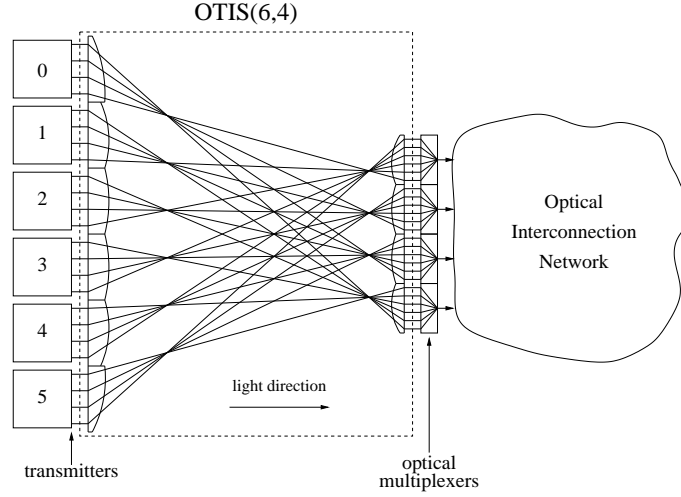 OTIS(6,4)
0
1
2
3
4
5
Optical
Interconnection
Network
light direction
transmitters
optical
multiplexers